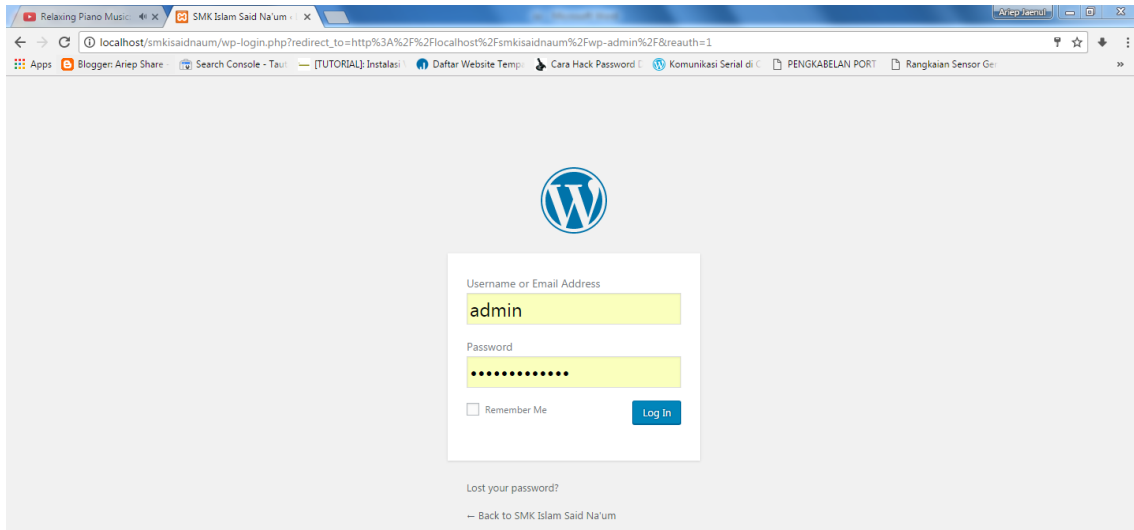 Relaxing Piano Music:
SMK Islam Said Na'um
Ariep Jaenul
localhost/smkisaidnaum/wp-login.php?redirect_to=http%3A%2F%2Flocalhost%2Fsmkisaidnaum%2Fwp-admin%2F&reauth=1
Apps Blogger: Ariep Share - Search Console - Taut [TUTORIAL]: Instalasi Daftar Website Temp Cara Hack Password Komunikasi Serial di PENGKABELAN PORT Rangkaian Sensor Ger
Username or Email Address
admin
Password
•••••••••••••
Remember Me
Log In
Lost your password?
← Back to SMK Islam Said Na'um